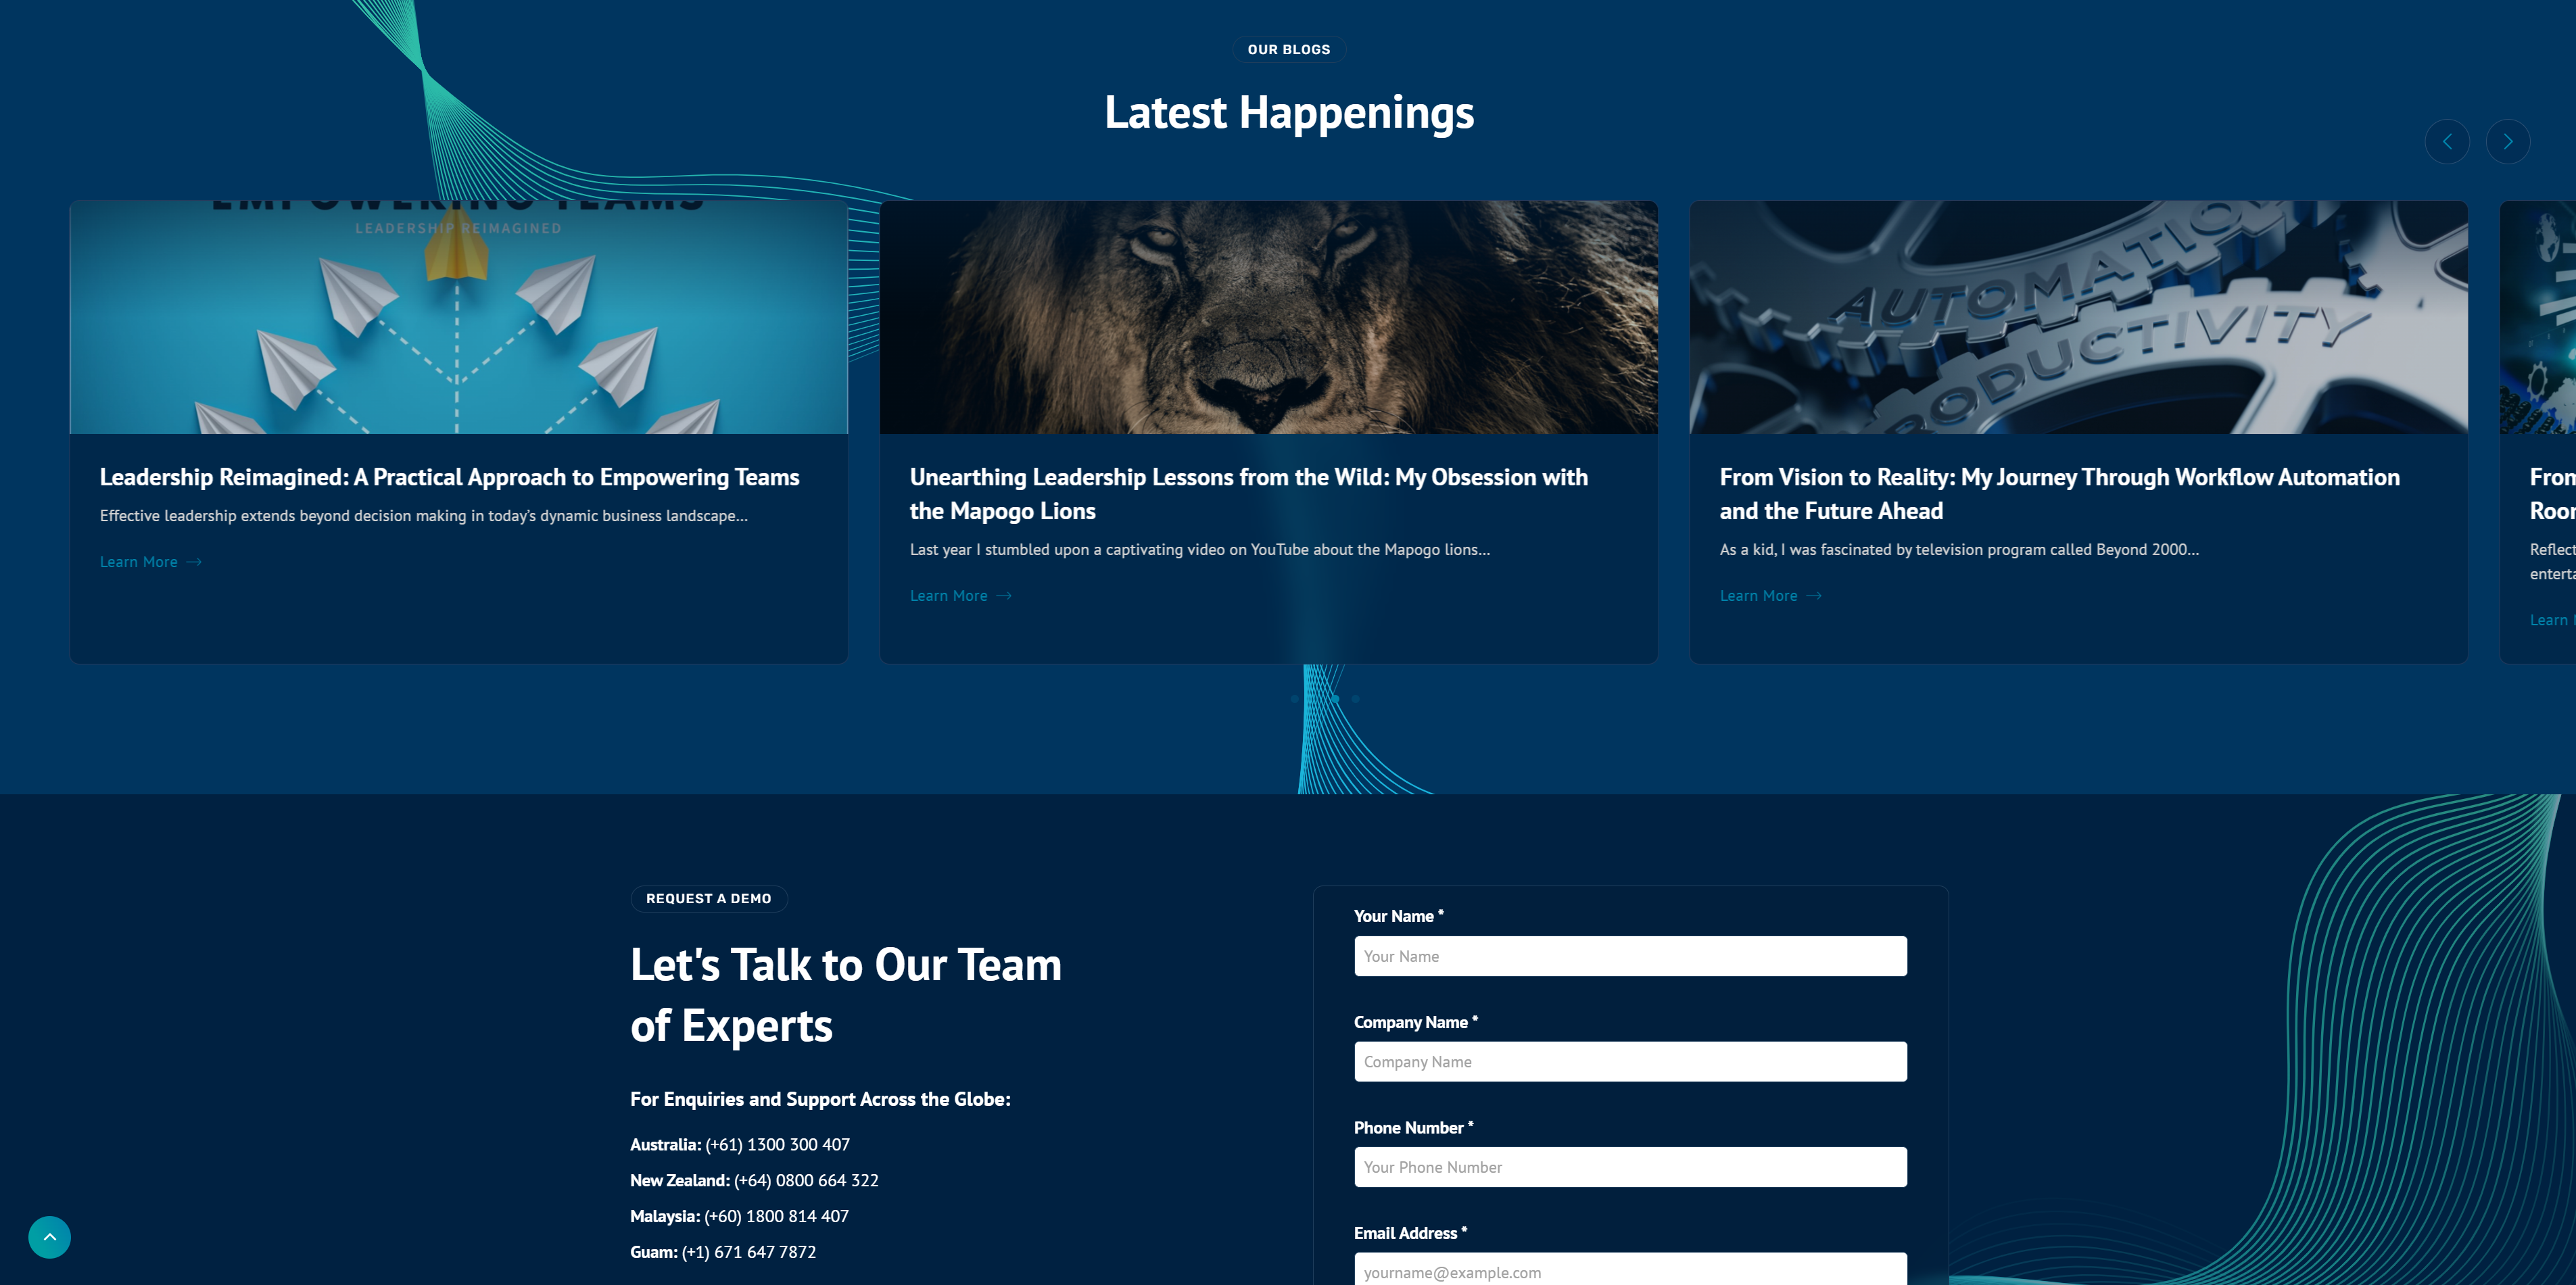 OUR BLOGS
Latest Happenings
EMPOWERING TEAMS
LEADERSHIP REIMAGINED
AUTOMATION
PRODUCTIVITY
Leadership Reimagined: A Practical Approach to Empowering Teams
Effective leadership extends beyond decision making in today's dynamic business landscape...
Learn More
Unearthing Leadership Lessons from the Wild: My Obsession with
the Mapogo Lions
Last year I stumbled upon a captivating video on YouTube about the Mapogo lions...
Learn More
From Vision to Reality: My Journey Through Workflow Automation
and the Future Ahead
As a kid, I was fascinated by television program called Beyond 2000...
Learn More
Learn
REQUEST A DEMO
Let's Talk to Our Team
of Experts
For Enquiries and Support Across the Globe:
Australia: (+61) 1300 300 407
New Zealand: (+64) 0800 664 322
Malaysia: (+60) 1800 814 407
Guam: (+1) 671 647 7872
Your Name *
Your Name
Company Name *
Company Name
Phone Number *
Your Phone Number
Email Address *
yourname@example.com